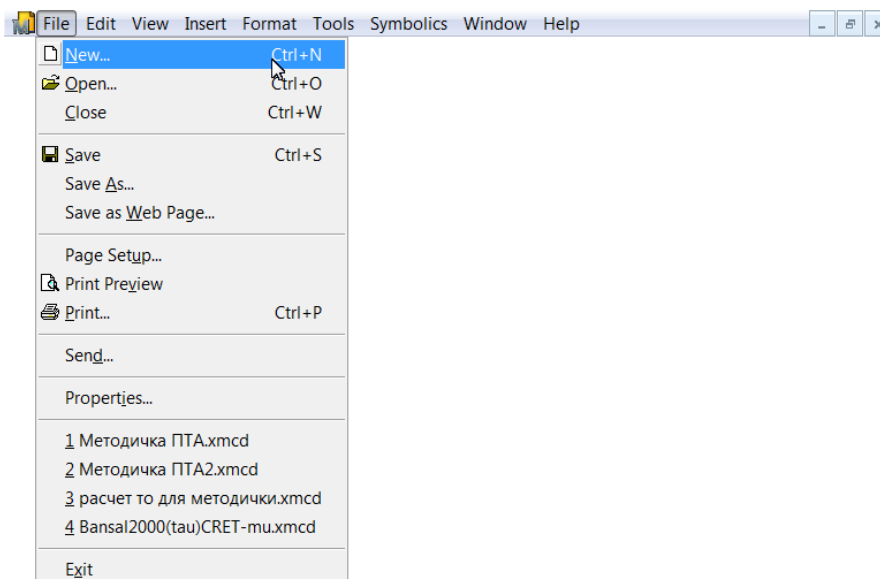 File Edit View Insert Format Tools Symbolics Window Help
New... Ctrl+N
Open... Ctrl+O
Close Ctrl+W
Save Ctrl+S
Save As...
Save as Web Page...
Page Setup...
Print Preview
Print... Ctrl+P
Send...
Properties...
1 Методичка ПТА.xmcd
2 Методичка ПТА2.xmcd
3 расчет то для методички.xmcd
4 Bansal2000(tau)CRET-mu.xmcd
Exit